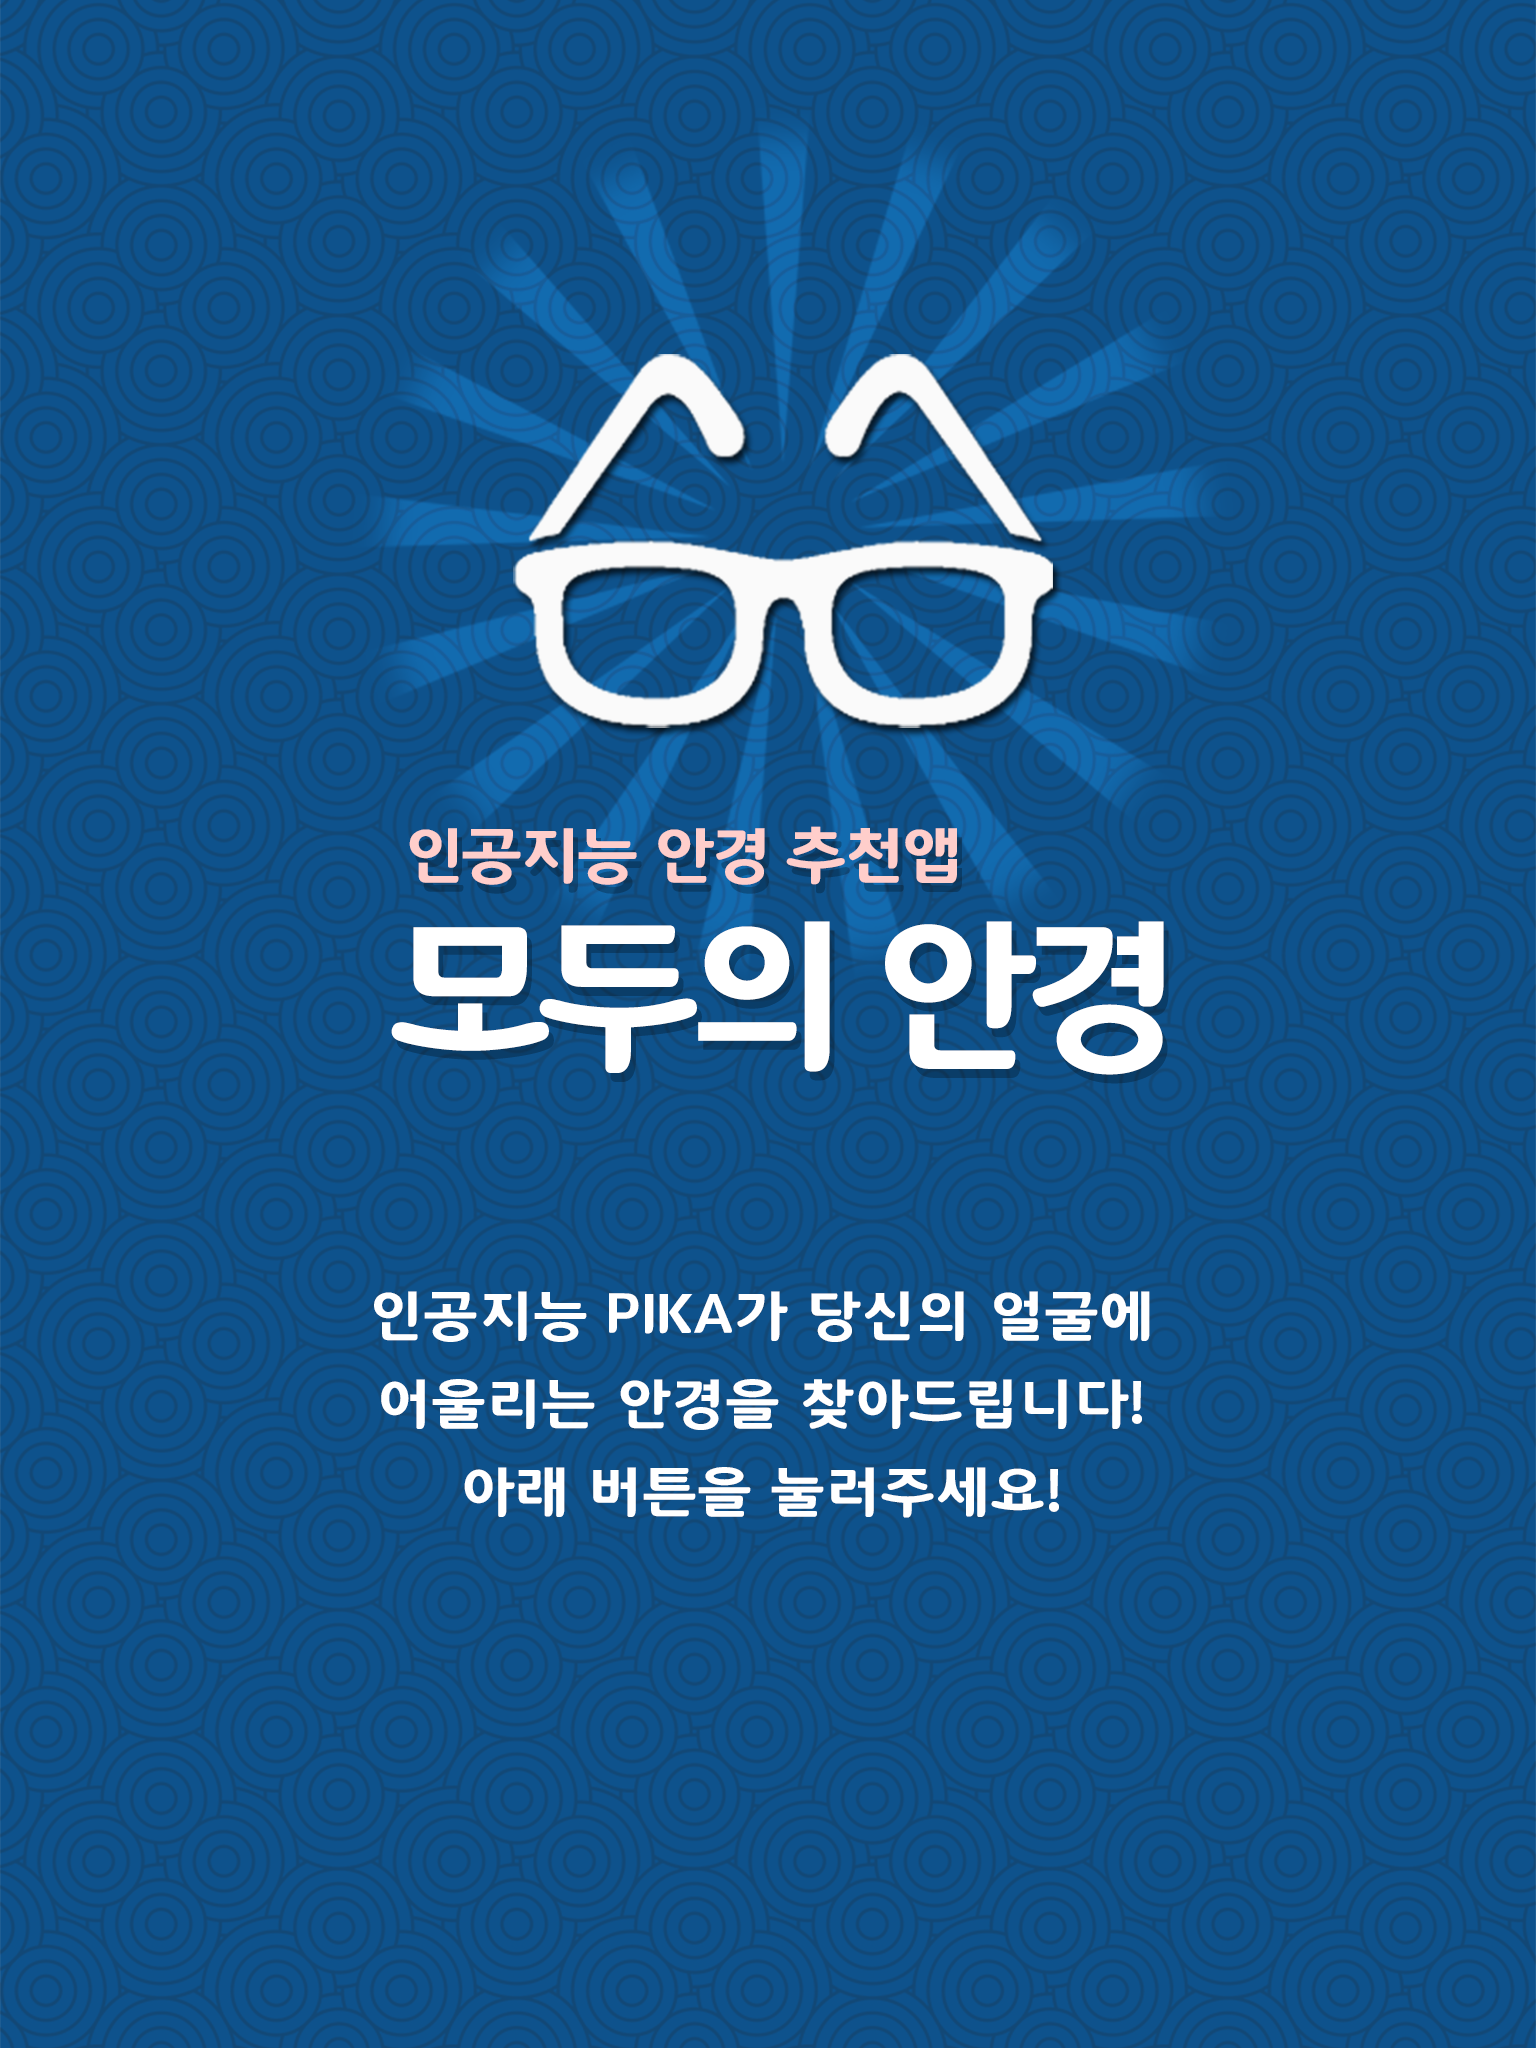 인공지능 안경 추천앱
모두의 안경
인공지능 PIKA가 당신의 얼굴에
어울리는 안경을 찾아드립니다!
아래 버튼을 눌러주세요!